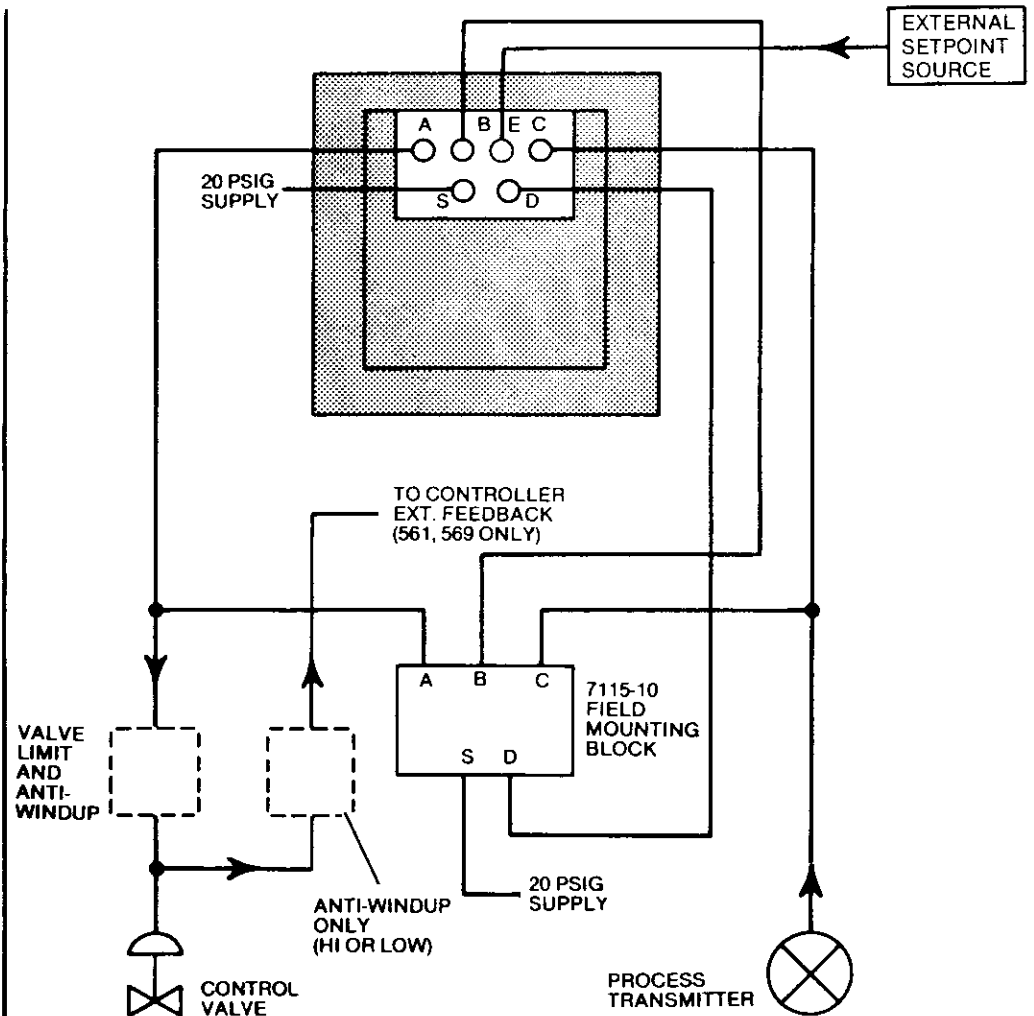 EXTERNAL
SETPOINT
SOURCE
A B E C
20 PSIG
SUPPLY
S D
TO CONTROLLER
EXT. FEEDBACK
(561, 569 ONLY)
A B C
S D
7115-10
FIELD
MOUNTING
BLOCK
VALVE
LIMIT
AND
ANTI-
WINDUP
ANTI-WINDUP
ONLY
(HI OR LOW)
20 PSIG
SUPPLY
CONTROL
VALVE
PROCESS
TRANSMITTER